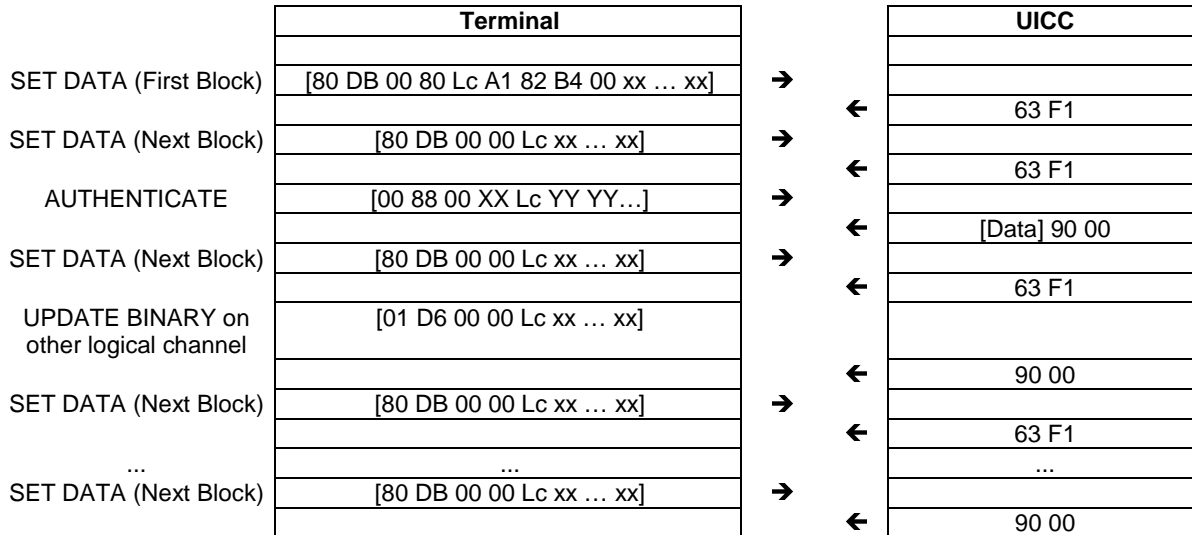 Terminal UICC
SET DATA (First Block) [80 DB 00 80 Lc A1 82 B4 00 xx … xx] ➔
🡰 63 F1
SET DATA (Next Block) [80 DB 00 00 Lc xx … xx] ➔
🡰 63 F1
AUTHENTICATE [00 88 00 XX Lc YY YY…] ➔
🡰 [Data] 90 00
SET DATA (Next Block) [80 DB 00 00 Lc xx … xx] ➔
🡰 63 F1
UPDATE BINARY on [01 D6 00 00 Lc xx … xx]
other logical channel
🡰 90 00
SET DATA (Next Block) [80 DB 00 00 Lc xx … xx] ➔
🡰 63 F1
... ... ...
SET DATA (Next Block) [80 DB 00 00 Lc xx … xx] ➔
🡰 90 00